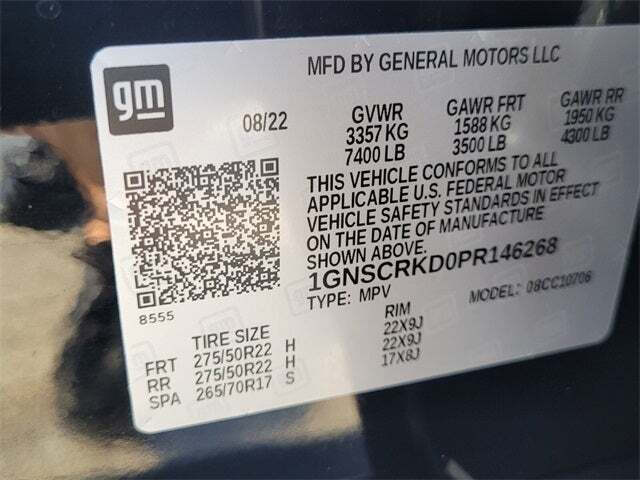 gm
MFD BY GENERAL MOTORS LLC
08/22
GVWR GAWR FRT GAWR RR
3357 KG 1588 KG 1950 KG
7400 LB 3500 LB 4300 LB
THIS VEHICLE CONFORMS TO ALL
APPLICABLE U.S. FEDERAL MOTOR
VEHICLE SAFETY STANDARDS IN EFFECT
ON THE DATE OF MANUFACTURE
SHOWN ABOVE.
1GNSCRKD0PR146268
TYPE: MPV MODEL: 08CC10706
8555
TIRE SIZE RIM
FRT 275/50R22 H 22X9J
RR 275/50R22 H 22X9J
SPA 265/70R17 S 17X8J